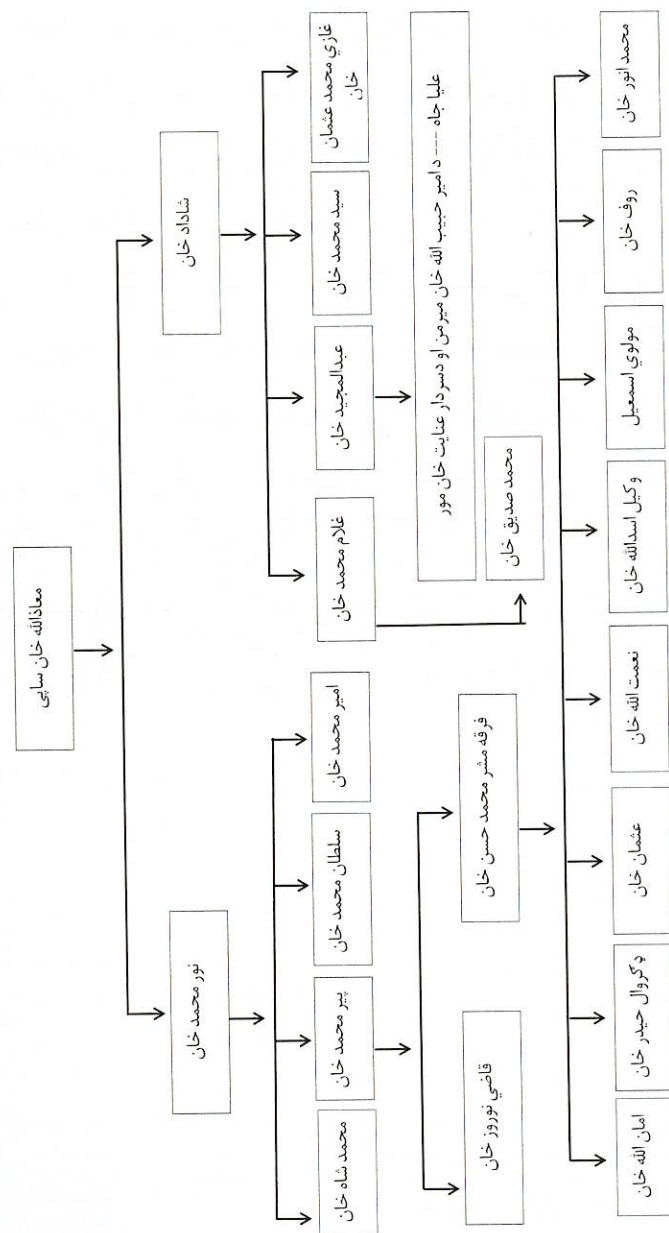 معاذالله خان ساپی
شاداد خان
نور محمد خان
غازي محمد عثمان
خان
سید محمد خان
عبدالمجید خان
غلام محمد خان
امیر محمد خان
سلطان محمد خان
پیر محمد خان
محمد شاه خان
علیا جاه --- د امیر حبیب الله خان میرمن او دسردار عنایت خان مور
محمد صدیق خان
فرقه مشر محمد حسن خان
قاضي نوروز خان
محمد انور خان
روف خان
مولوي اسمعیل
وکیل اسدالله خان
نعمت الله خان
عثمان خان
ډګروال حیدر خان
امان الله خان